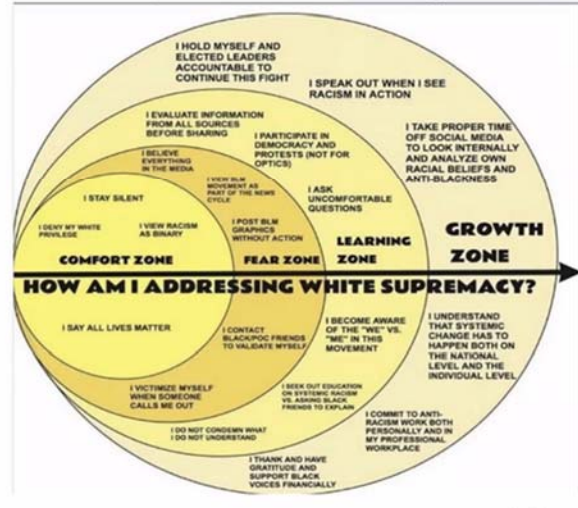 I HOLD MYSELF AND
ELECTED LEADERS
ACCOUNTABLE TO
CONTINUE THIS FIGHT
I SPEAK OUT WHEN I SEE
RACISM IN ACTION
I EVALUATE INFORMATION
FROM ALL SOURCES
BEFORE SHARING
I PARTICIPATE IN
DEMOCRACY AND
PROTESTS (NOT FOR
OPTICS)
I TAKE PROPER TIME
OFF SOCIAL MEDIA
TO LOOK INTERNALLY
AND ANALYZE OWN
RACIAL BELIEFS AND
ANTI-BLACKNESS
I BELIEVE
EVERYTHING
IN THE MEDIA
I VIEW BLM
MOVEMENT AS
PART OF THE NEWS
CYCLE
I ASK
UNCOMFORTABLE
QUESTIONS
I STAY SILENT
I DENY MY WHITE
PRIVILEGE
I VIEW RACISM
AS BINARY
I POST BLM
GRAPHICS
WITHOUT ACTION
COMFORT ZONE
FEAR ZONE
LEARNING
ZONE
GROWTH
ZONE
HOW AM I ADDRESSING WHITE SUPREMACY?
I SAY ALL LIVES MATTER
I CONTACT
BLACK/POC FRIENDS
TO VALIDATE MYSELF
I BECOME AWARE
OF THE "WE" VS.
"ME" IN THIS
MOVEMENT
I UNDERSTAND
THAT SYSTEMIC
CHANGE HAS TO
HAPPEN BOTH ON
THE NATIONAL
LEVEL AND THE
INDIVIDUAL LEVEL
I VICTIMIZE MYSELF
WHEN SOMEONE
CALLS ME OUT
I SEEK OUT EDUCATION
ON SYSTEMIC RACISM
VS. ASKING BLACK
FRIENDS TO EXPLAIN
I DO NOT CONDEMN WHAT
I DO NOT UNDERSTAND
I COMMIT TO ANTI-
RACISM WORK BOTH
PERSONALLY AND IN
MY PROFESSIONAL
WORKPLACE
I THANK AND HAVE
GRATITUDE AND
SUPPORT BLACK
VOICES FINANCIALLY